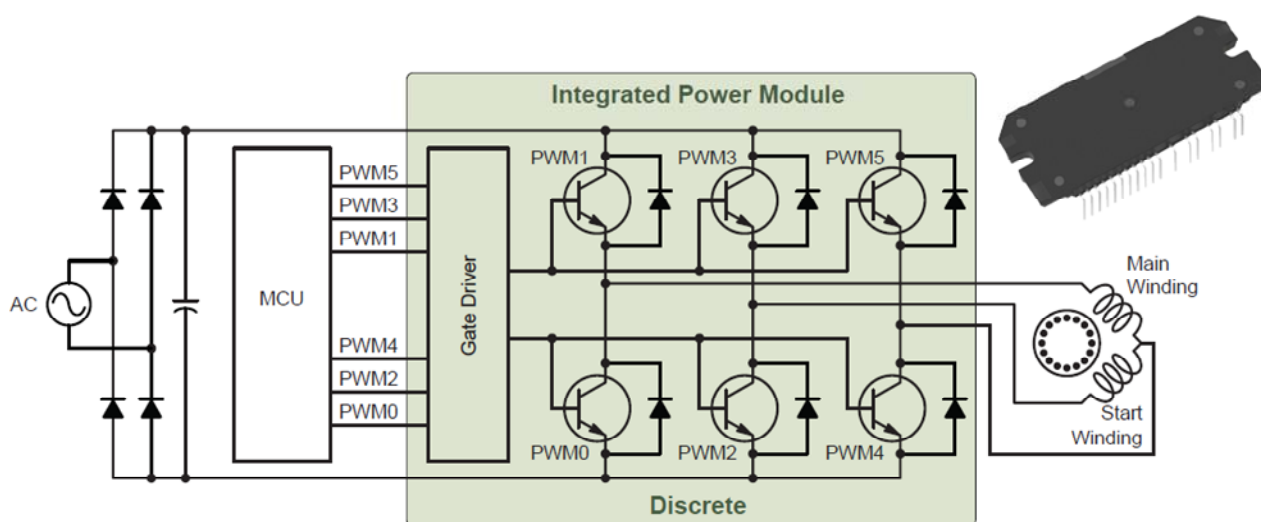 Integrated Power Module
PWM1
PWM3
PWM5
PWM5
PWM3
PWM1
AC
MCU
Gate Driver
Main
Winding
PWM4
PWM2
PWM0
PWM0
PWM2
PWM4
Start
Winding
Discrete